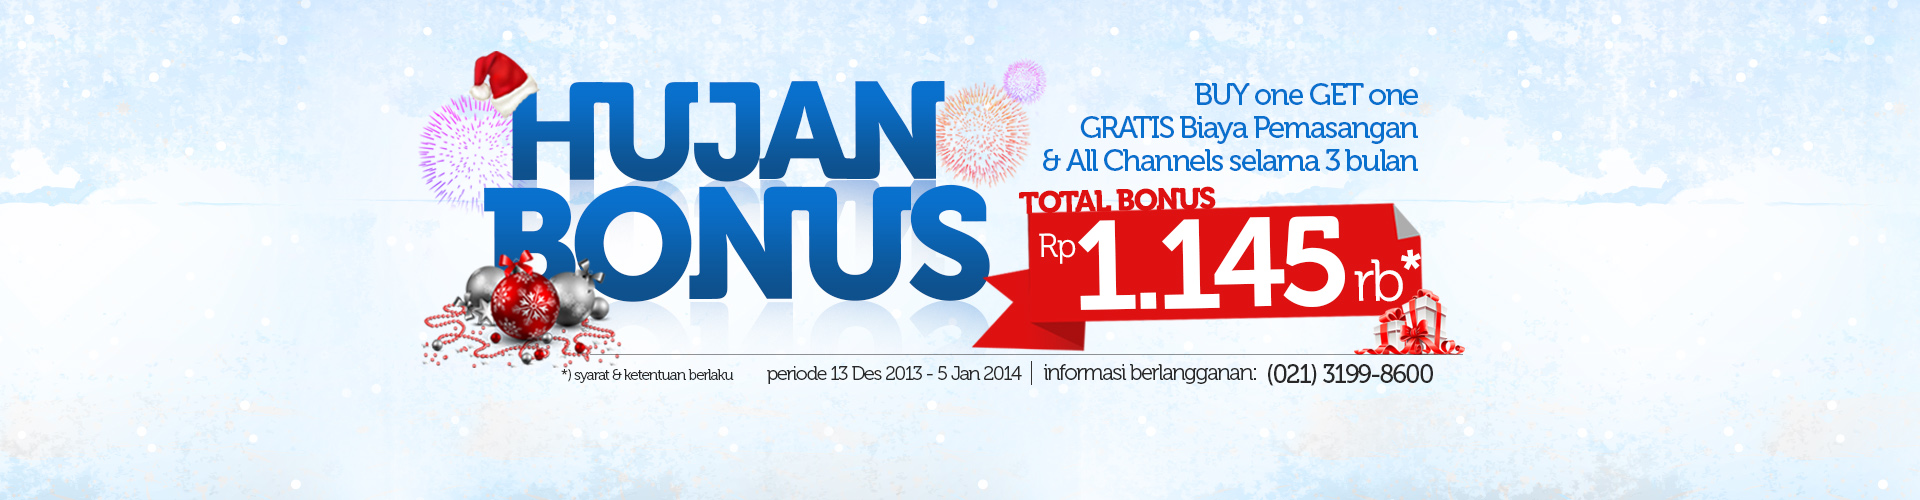 HUJAN
BONUS
BUY one GET one
GRATIS Biaya Pemasangan
& All Channels selama 3 bulan
TOTAL BONUS
Rp 1.145 rb*
*) syarat & ketentuan berlaku
periode 13 Des 2013 - 5 Jan 2014 | informasi berlangganan: (021) 3199-8600